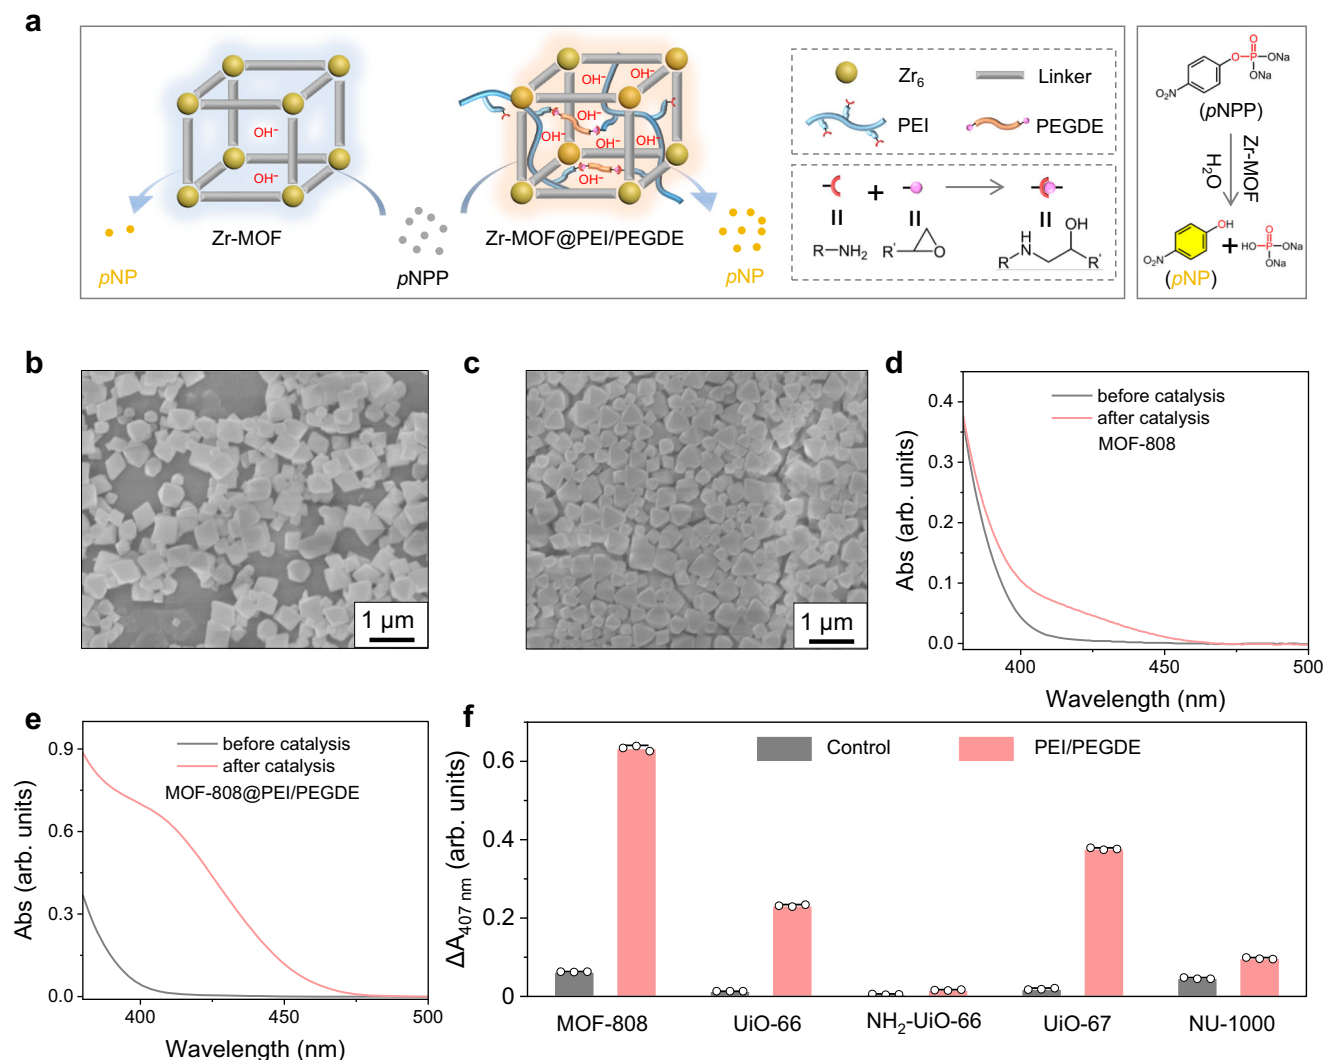 a
OH⁻
OH⁻
Zr-MOF
pNP
pNPP
OH⁻
OH⁻
OH⁻
OH⁻
OH⁻
OH⁻
Zr-MOF@PEI/PEGDE
pNP
Zr₆
Linker
PEI
PEGDE
+
R–NH₂
R'
O
H
N
R
OH
R'
O
O–P–ONa
ONa
O₂N
(pNPP)
Zr-MOF
H₂O
OH
O₂N
(pNP)
+
O
HO–P–ONa
ONa
b
1 μm
c
1 μm
d
Abs (arb. units)
0.4
0.3
0.2
0.1
0.0
before catalysis
after catalysis
MOF-808
400 450 500
Wavelength (nm)
e
Abs (arb. units)
0.9
0.6
0.3
0.0
before catalysis
after catalysis
MOF-808@PEI/PEGDE
400 450 500
Wavelength (nm)
f
ΔA₄₀₇ ₙₘ (arb. units)
0.6
0.4
0.2
0
Control PEI/PEGDE
MOF-808 UiO-66 NH₂-UiO-66 UiO-67 NU-1000